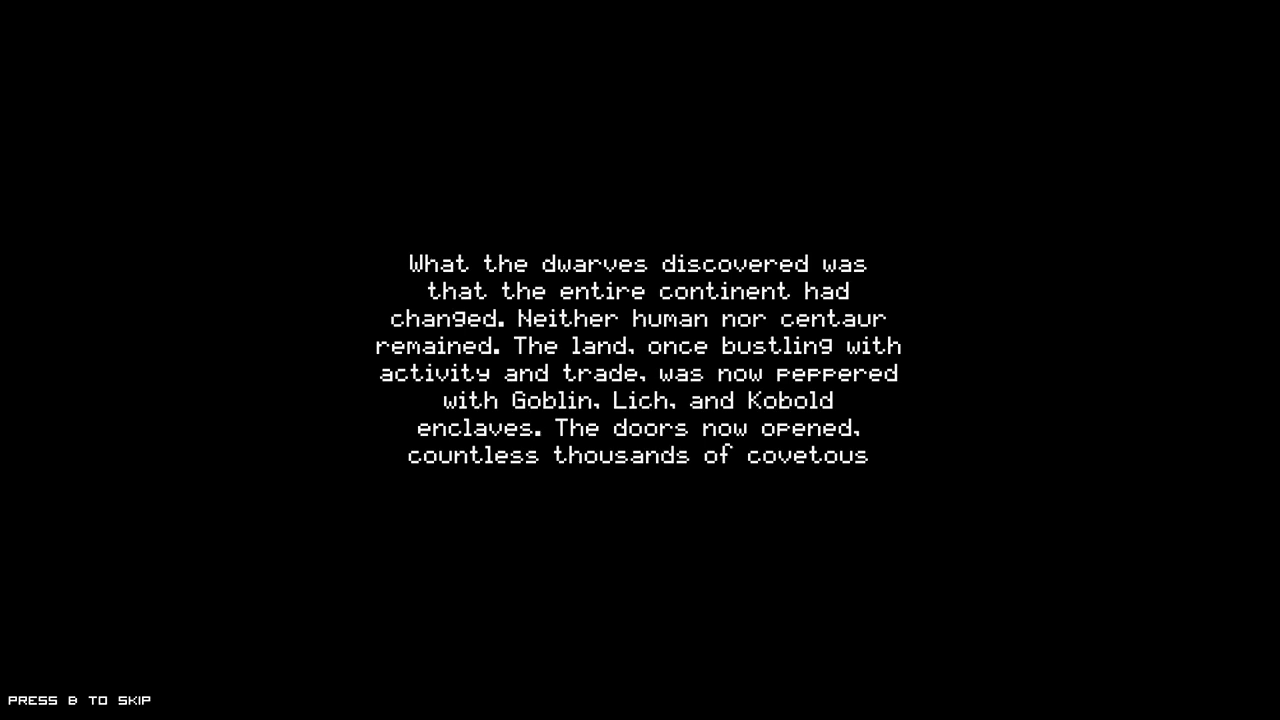 What the dwarves discovered was
that the entire continent had
changed. Neither human nor centaur
remained. The land, once bustling with
activity and trade, was now peppered
with Goblin, Lich, and Kobold
enclaves. The doors now opened,
countless thousands of covetous
PRESS B TO SKIP